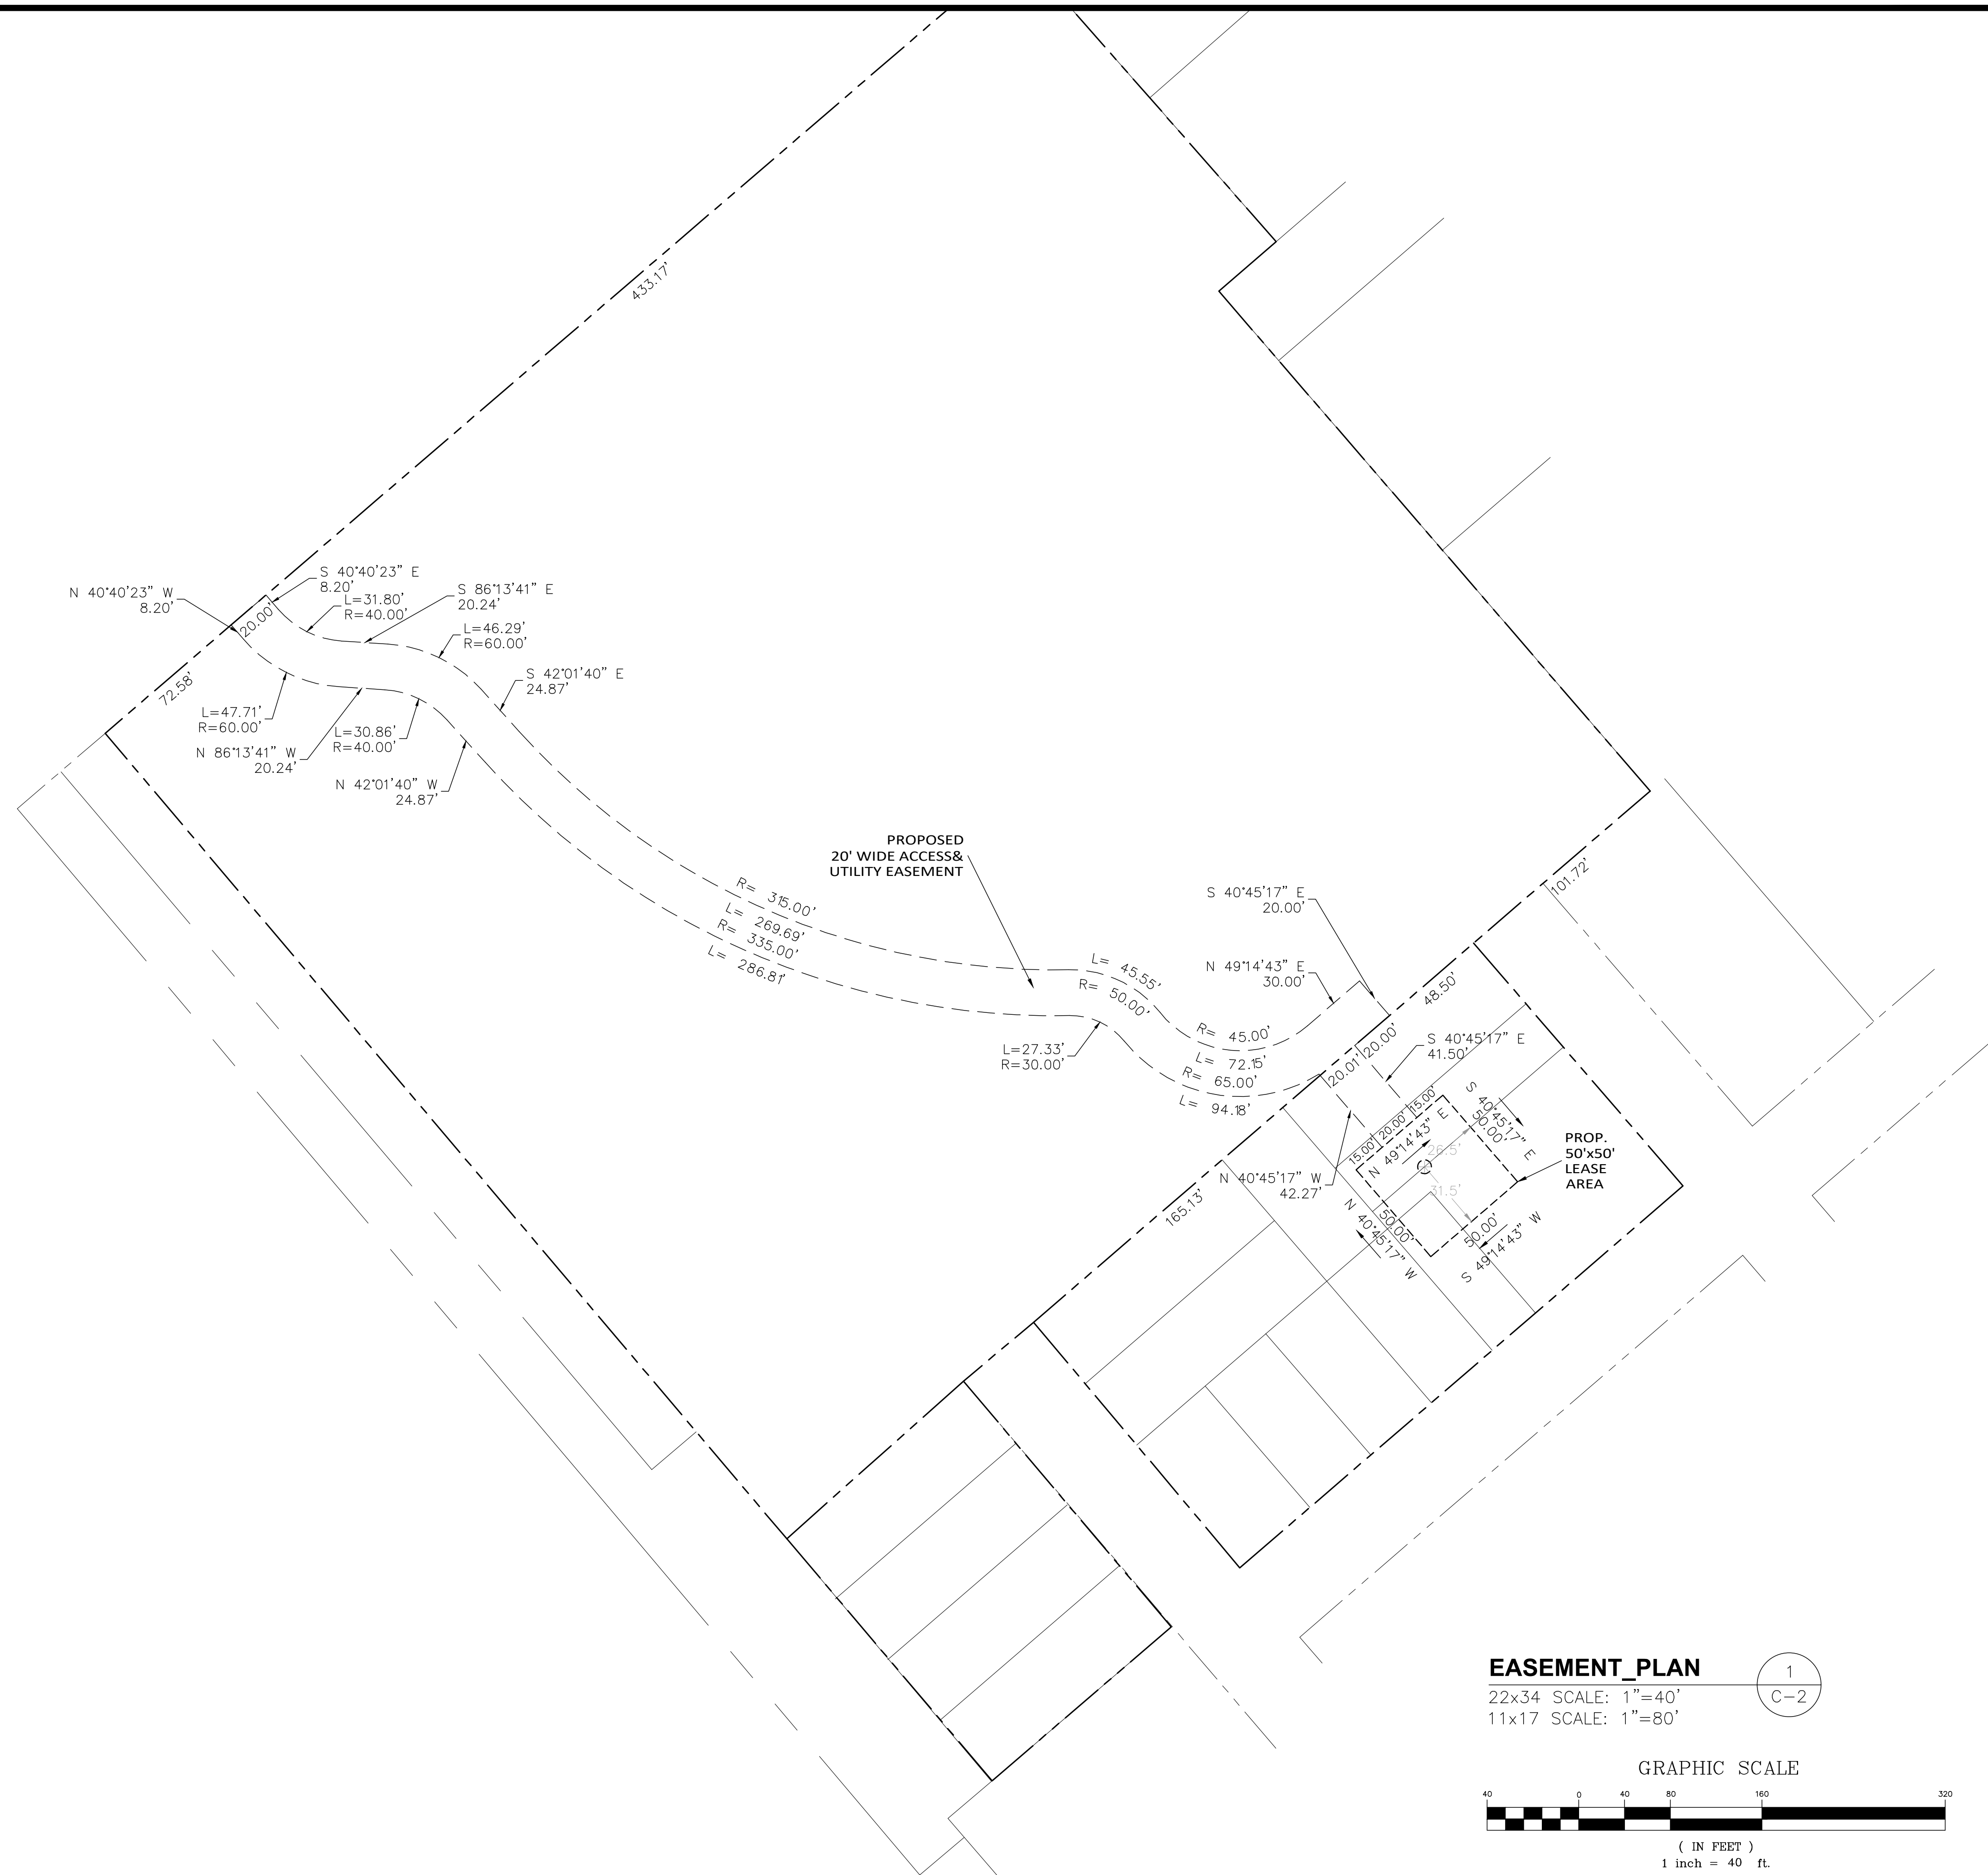 433.17'
S 40°40'23" E
8.20'
N 40°40'23" W
8.20'
20.00'
L=31.80'
R=40.00'
S 86°13'41" E
20.24'
L=46.29'
R=60.00'
S 42°01'40" E
24.87'
72.58'
L=47.71'
R=60.00'
N 86°13'41" W
20.24'
L=30.86'
R=40.00'
N 42°01'40" W
24.87'
PROPOSED
20' WIDE ACCESS&
UTILITY EASEMENT
R= 315.00'
L= 269.69'
R= 335.00'
L= 286.81'
L= 45.55'
R= 50.00'
L=27.33'
R=30.00'
S 40°45'17" E
20.00'
N 49°14'43" E
30.00'
R= 45.00'
L= 72.15'
R= 65.00'
L= 94.18'
101.72'
48.50'
20.00'
20.01'
S 40°45'17" E
41.50'
15.00'
20.00'
15.00'
N 49°14'43" E
S 40°45'17" E
50.00'
26.5'
31.5'
PROP.
50'x50'
LEASE
AREA
N 40°45'17" W
42.27'
165.13'
50.00'
N 40°45'17" W
50.00'
S 49°14'43" W
EASEMENT_PLAN
22x34 SCALE: 1"=40'
11x17 SCALE: 1"=80'
1
C-2
GRAPHIC SCALE
40 0 40 80 160 320
( IN FEET )
1 inch = 40 ft.